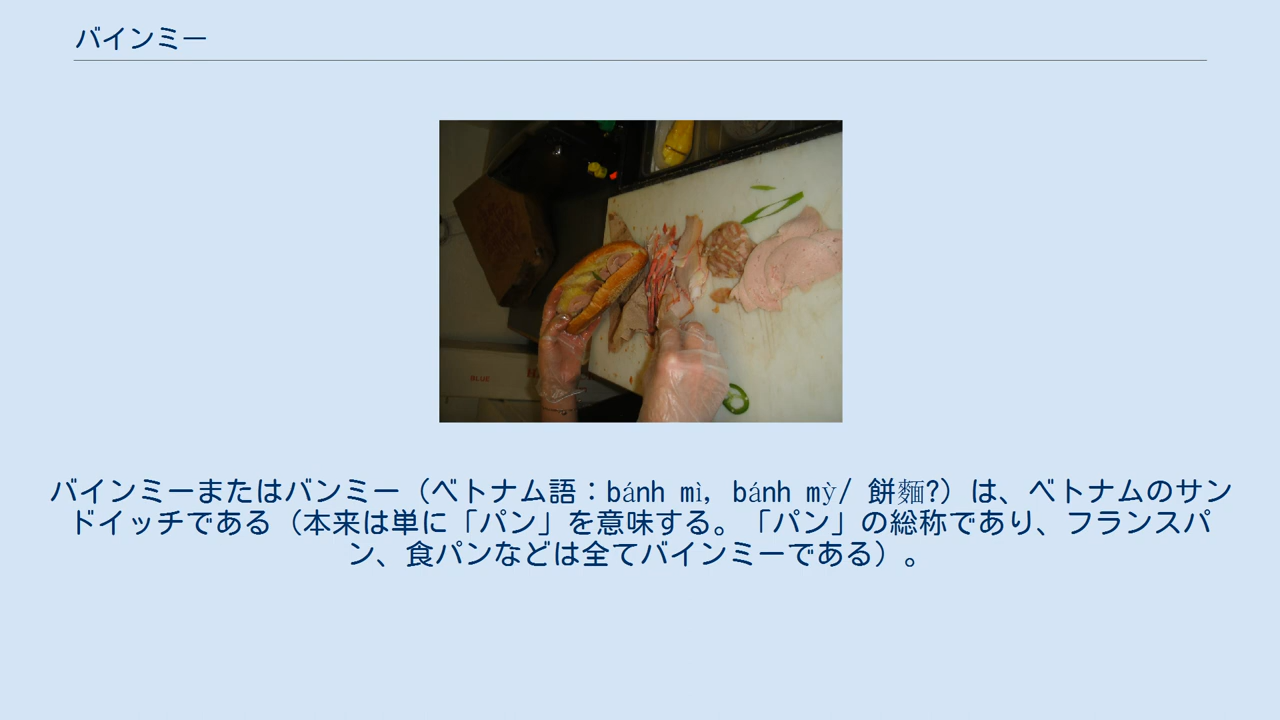 バインミー
BLUE
バインミーまたはバンミー（ベトナム語：bánh mì, bánh mỳ/ 餅麵?）は、ベトナムのサン
ドイッチである（本来は単に「パン」を意味する。「パン」の総称であり、フランスパ
ン、食パンなどは全てバインミーである）。